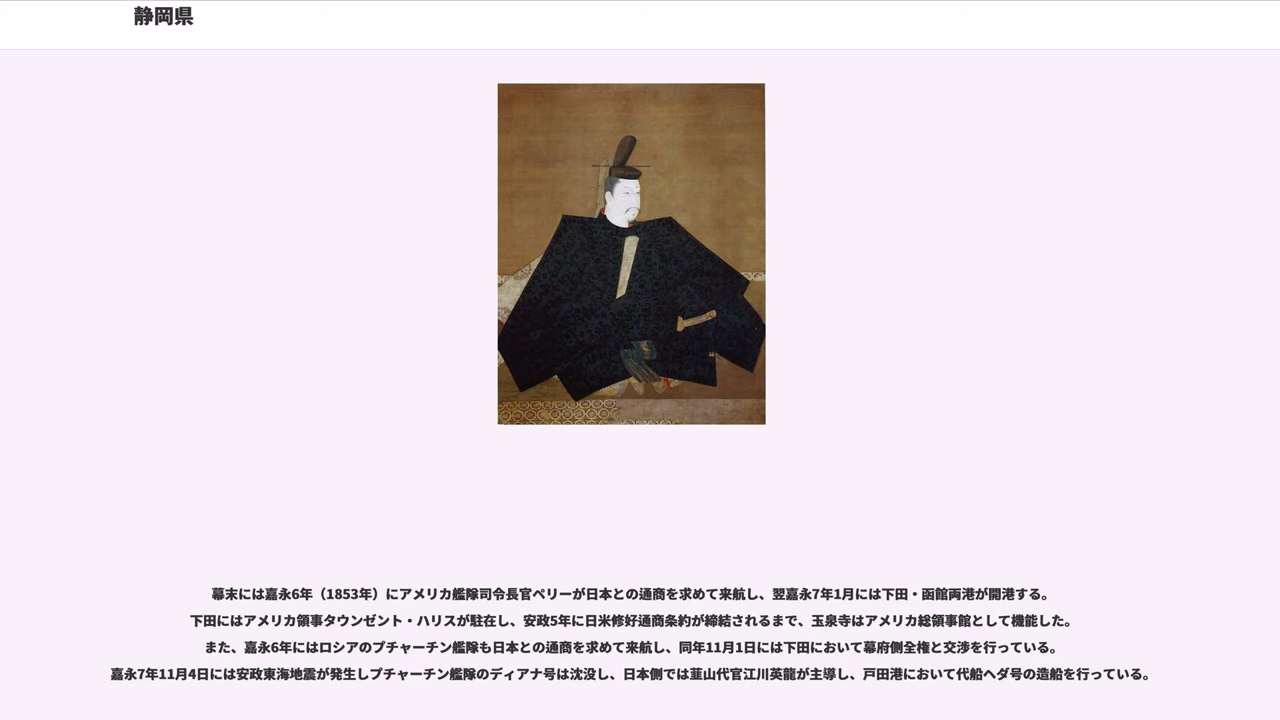 静岡県
幕末には嘉永6年（1853年）にアメリカ艦隊司令長官ペリーが日本との通商を求めて来航し、翌嘉永7年1月には下田・函館両港が開港する。
下田にはアメリカ領事タウンゼント・ハリスが駐在し、安政5年に日米修好通商条約が締結されるまで、玉泉寺はアメリカ総領事館として機能した。
また、嘉永6年にはロシアのプチャーチン艦隊も日本との通商を求めて来航し、同年11月1日には下田において幕府側全権と交渉を行っている。
嘉永7年11月4日には安政東海地震が発生しプチャーチン艦隊のディアナ号は沈没し、日本側では韮山代官江川英龍が主導し、戸田港において代船ヘダ号の造船を行っている。